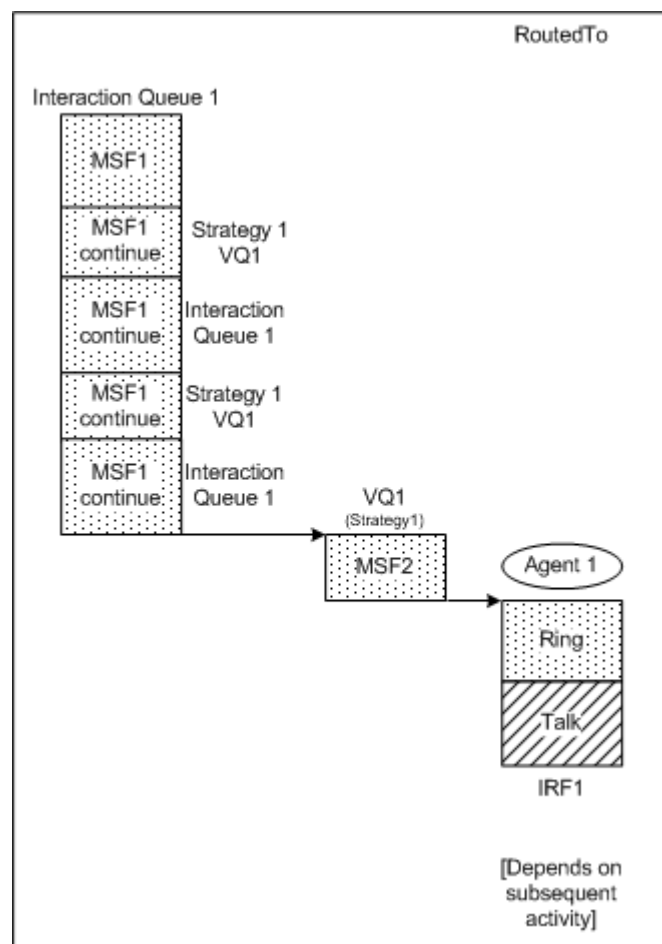 RoutedTo
Interaction Queue 1
MSF1
MSF1
continue
Strategy 1
VQ1
MSF1
continue
Interaction
Queue 1
MSF1
continue
Strategy 1
VQ1
MSF1
continue
Interaction
Queue 1
VQ1
(Strategy1)
MSF2
Agent 1
Ring
Talk
IRF1
[Depends on
subsequent
activity]